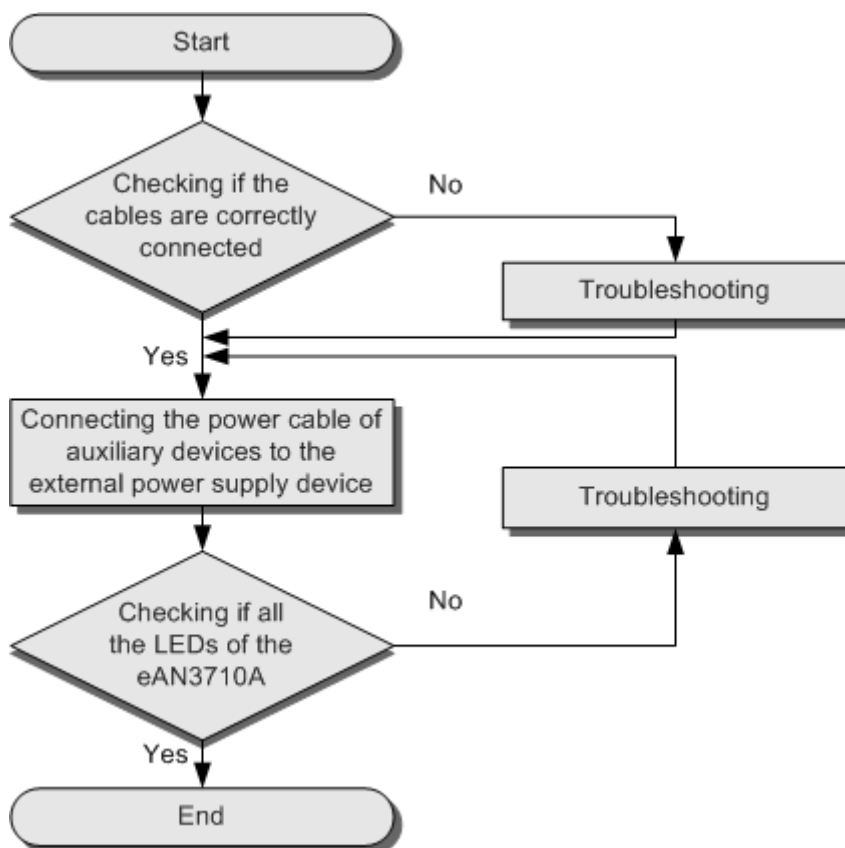 Start
Checking if the
cables are correctly
connected
No
Troubleshooting
Yes
Connecting the power cable of
auxiliary devices to the
external power supply device
Troubleshooting
Checking if all
the LEDs of the
eAN3710A
No
Yes
End